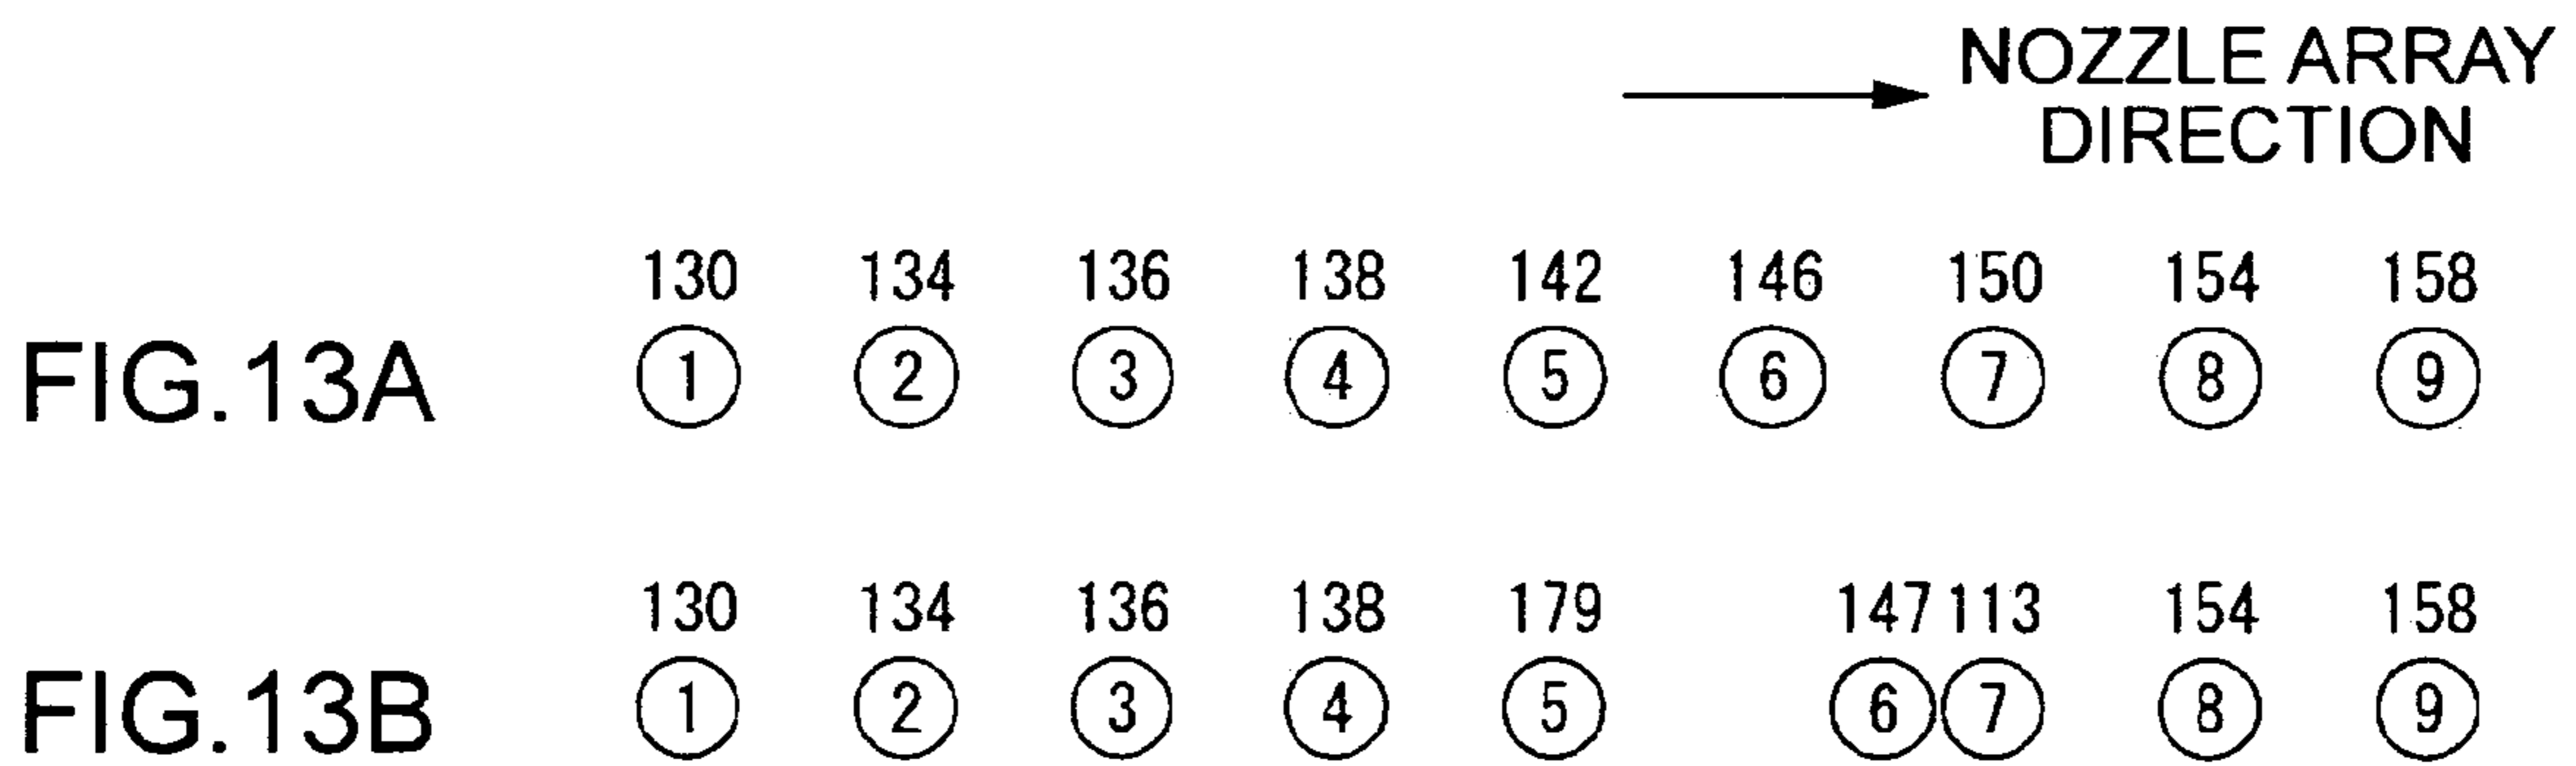 NOZZLE ARRAY
DIRECTION
130 134 136 138 142 146 150 154 158
FIG.13A 1 2 3 4 5 6 7 8 9
130 134 136 138 179 147 113 154 158
FIG.13B 1 2 3 4 5 6 7 8 9